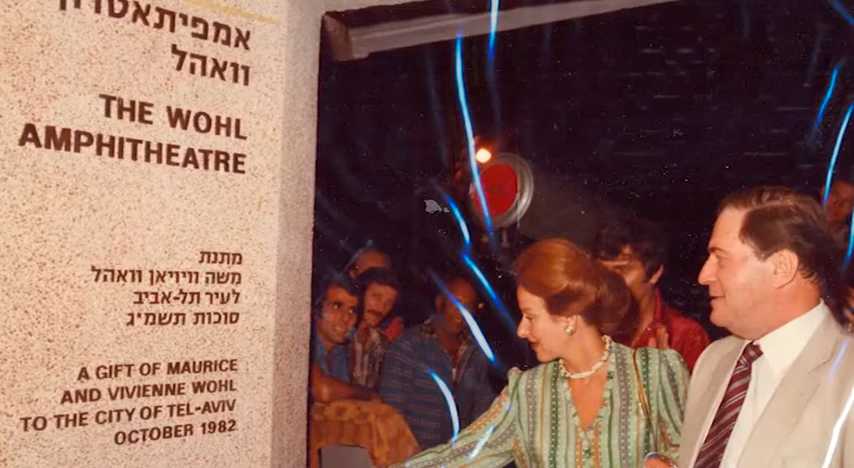 אמפיתאטרון
וואהל
THE WOHL
AMPHITHEATRE
מתנת
משה וויויאן וואהל
לעיר תל-אביב
סוכות תשמ"ג
A GIFT OF MAURICE
AND VIVIENNE WOHL
TO THE CITY OF TEL-AVIV
OCTOBER 1982